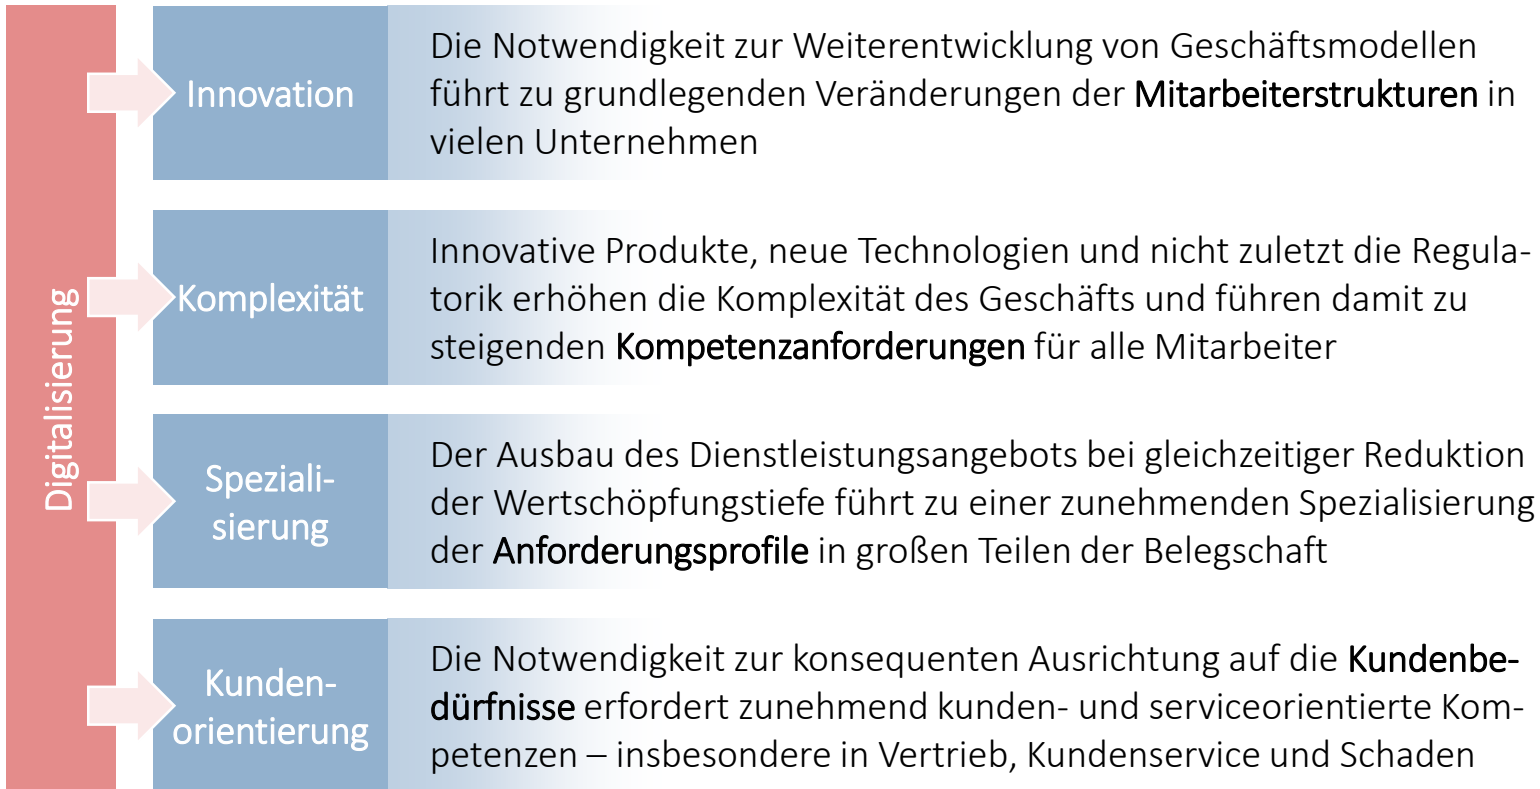 Digitalisierung
Innovation
Die Notwendigkeit zur Weiterentwicklung von Geschäftsmodellen
führt zu grundlegenden Veränderungen der Mitarbeiterstrukturen in
vielen Unternehmen
Komplexität
Innovative Produkte, neue Technologien und nicht zuletzt die Regula-
torik erhöhen die Komplexität des Geschäfts und führen damit zu
steigenden Kompetenzanforderungen für alle Mitarbeiter
Speziali-
sierung
Der Ausbau des Dienstleistungsangebots bei gleichzeitiger Reduktion
der Wertschöpfungstiefe führt zu einer zunehmenden Spezialisierung
der Anforderungsprofile in großen Teilen der Belegschaft
Kunden-
orientierung
Die Notwendigkeit zur konsequenten Ausrichtung auf die Kundenbe-
dürfnisse erfordert zunehmend kunden- und serviceorientierte Kom-
petenzen – insbesondere in Vertrieb, Kundenservice und Schaden